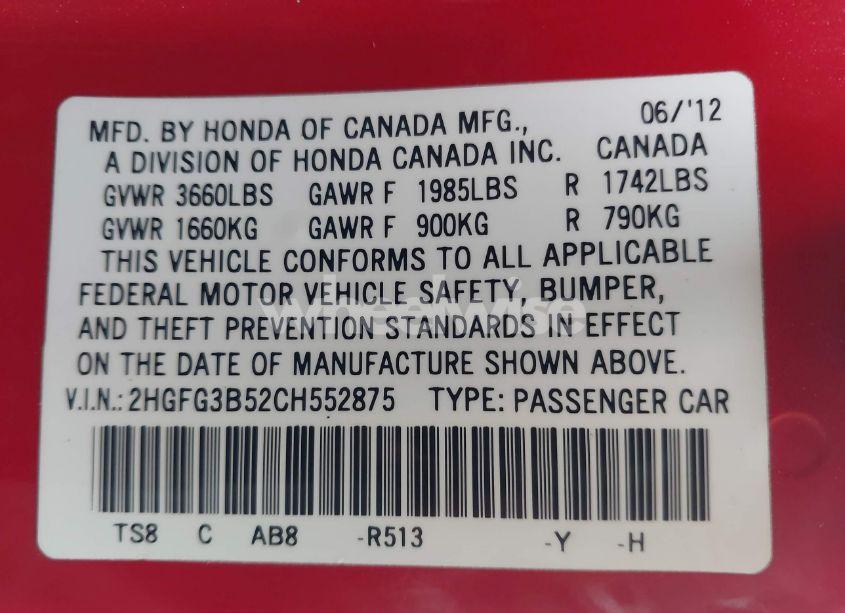 MFD. BY HONDA OF CANADA MFG., 06/'12
A DIVISION OF HONDA CANADA INC. CANADA
GVWR 3660LBS GAWR F 1985LBS R 1742LBS
GVWR 1660KG GAWR F 900KG R 790KG
THIS VEHICLE CONFORMS TO ALL APPLICABLE
FEDERAL MOTOR VEHICLE SAFETY, BUMPER,
wheelwise
AND THEFT PREVENTION STANDARDS IN EFFECT
ON THE DATE OF MANUFACTURE SHOWN ABOVE.
V.I.N.: 2HGFG3B52CH552875 TYPE: PASSENGER CAR
TS8 C AB8 -R513 -Y -H